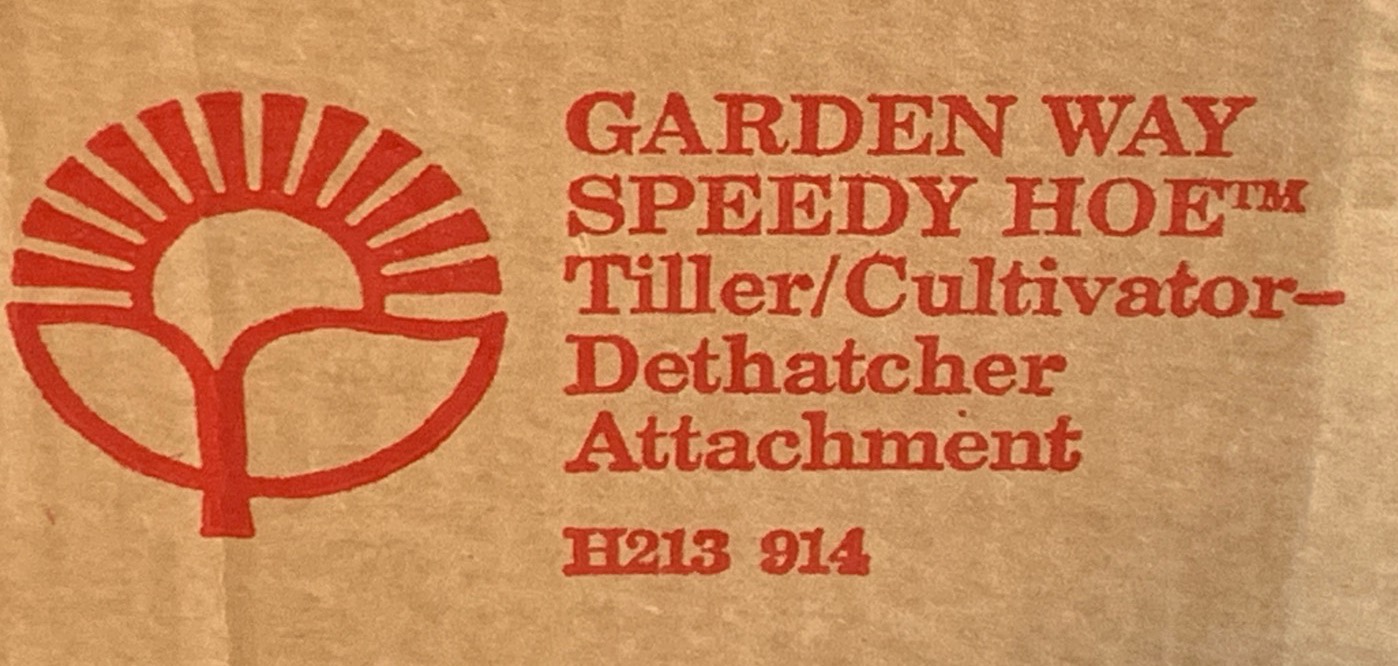 GARDEN WAY
SPEEDY HOE™
Tiller/Cultivator–
Dethatcher
Attachment
H213 914